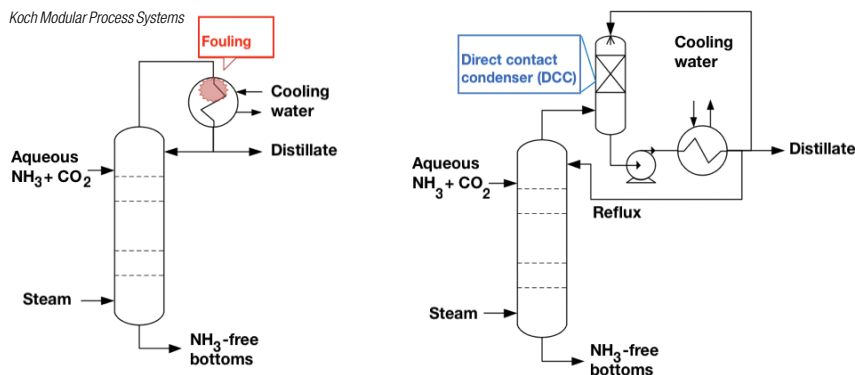 Koch Modular Process Systems
Fouling
Cooling
water
Aqueous
NH3 + CO2
Distillate
Steam
NH3-free
bottoms
Direct contact
condenser (DCC)
Cooling
water
Aqueous
NH3 + CO2
Distillate
Reflux
Steam
NH3-free
bottoms